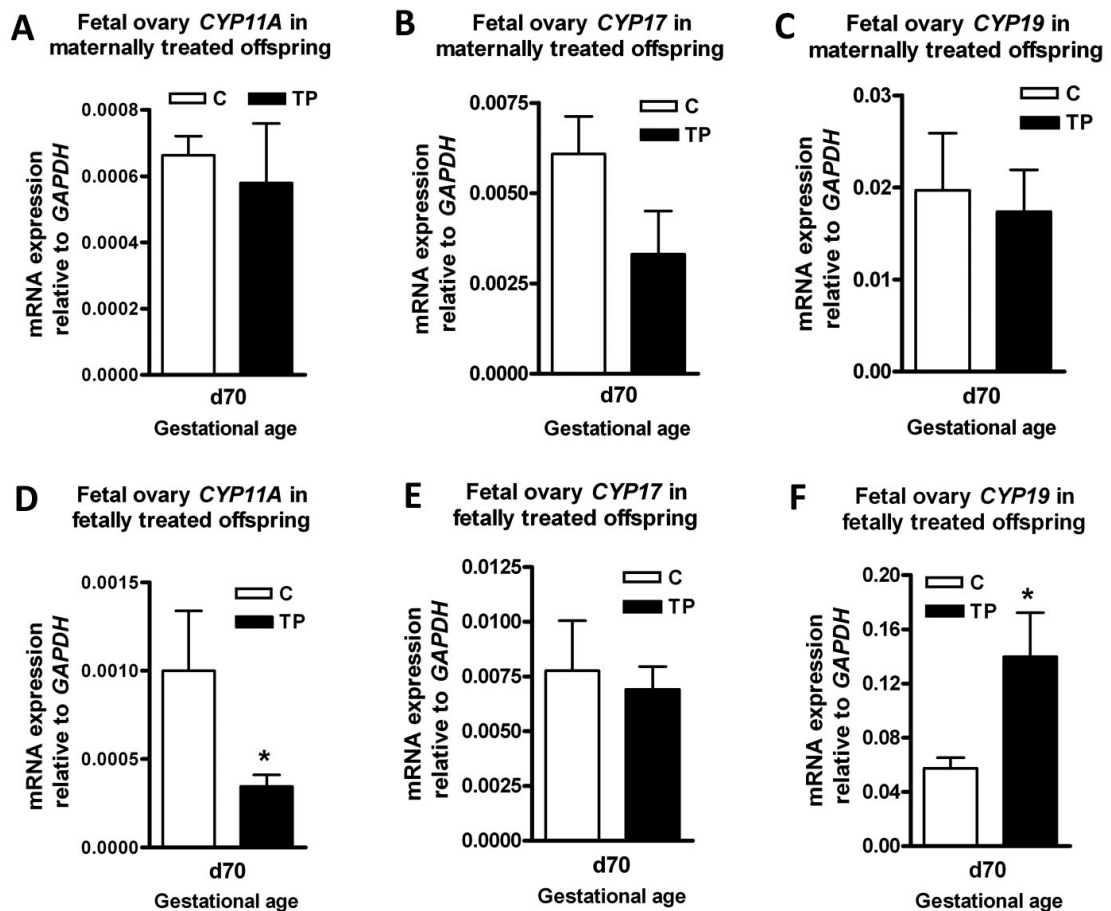 A
Fetal ovary CYP11A in
maternally treated offspring
C
TP
mRNA expression
relative to GAPDH
0.0008
0.0006
0.0004
0.0002
0.0000
d70
Gestational age
B
Fetal ovary CYP17 in
maternally treated offspring
C
TP
mRNA expression
relative to GAPDH
0.0075
0.0050
0.0025
0.0000
d70
Gestational age
C
Fetal ovary CYP19 in
maternally treated offspring
C
TP
mRNA expression
relative to GAPDH
0.03
0.02
0.01
0.00
d70
Gestational age
D
Fetal ovary CYP11A in
fetally treated offspring
C
TP
mRNA expression
relative to GAPDH
0.0015
0.0010
0.0005
0.0000
*
d70
Gestational age
E
Fetal ovary CYP17 in
fetally treated offspring
C
TP
mRNA expression
relative to GAPDH
0.0125
0.0100
0.0075
0.0050
0.0025
0.0000
d70
Gestational age
F
Fetal ovary CYP19 in
fetally treated offspring
C
TP
mRNA expression
relative to GAPDH
0.20
0.16
0.12
0.08
0.04
0.00
*
d70
Gestational age